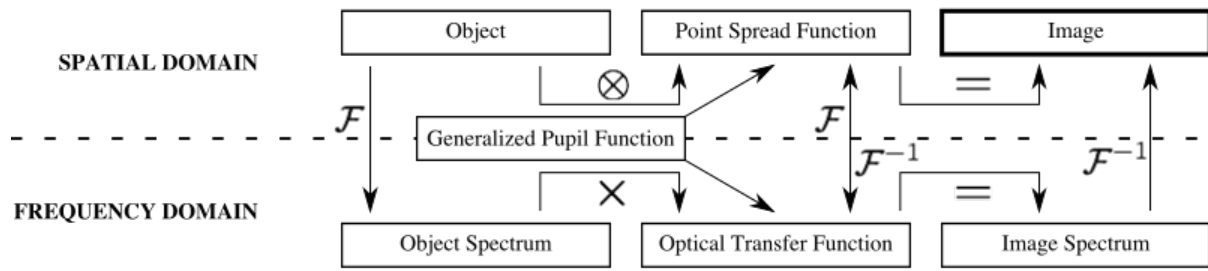 Object
Point Spread Function
Image
SPATIAL DOMAIN
⊗
=
ℱ
Generalized Pupil Function
ℱ
ℱ⁻¹
ℱ⁻¹
×
=
FREQUENCY DOMAIN
Object Spectrum
Optical Transfer Function
Image Spectrum